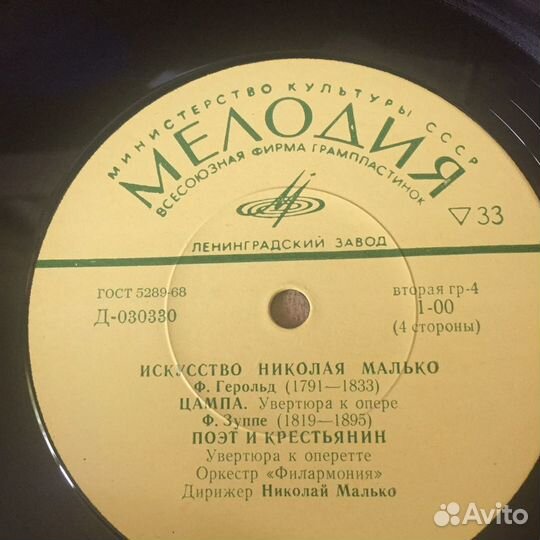 МИНИСТЕРСТВО КУЛЬТУРЫ СССР
МЕЛОДИЯ
ВСЕСОЮЗНАЯ ФИРМА ГРАМПЛАСТИНОК
▽ 33
ЛЕНИНГРАДСКИЙ ЗАВОД
ГОСТ 5289-68
Д-030330
вторая гр-4
1-00
(4 стороны)
ИСКУССТВО НИКОЛАЯ МАЛЬКО
Ф. Герольд (1791—1833)
ЦАМПА. Увертюра к опере
Ф. Зуппе (1819—1895)
ПОЭТ И КРЕСТЬЯНИН
Увертюра к оперетте
Оркестр «Филармония»
Дирижер Николай Малько
Avito